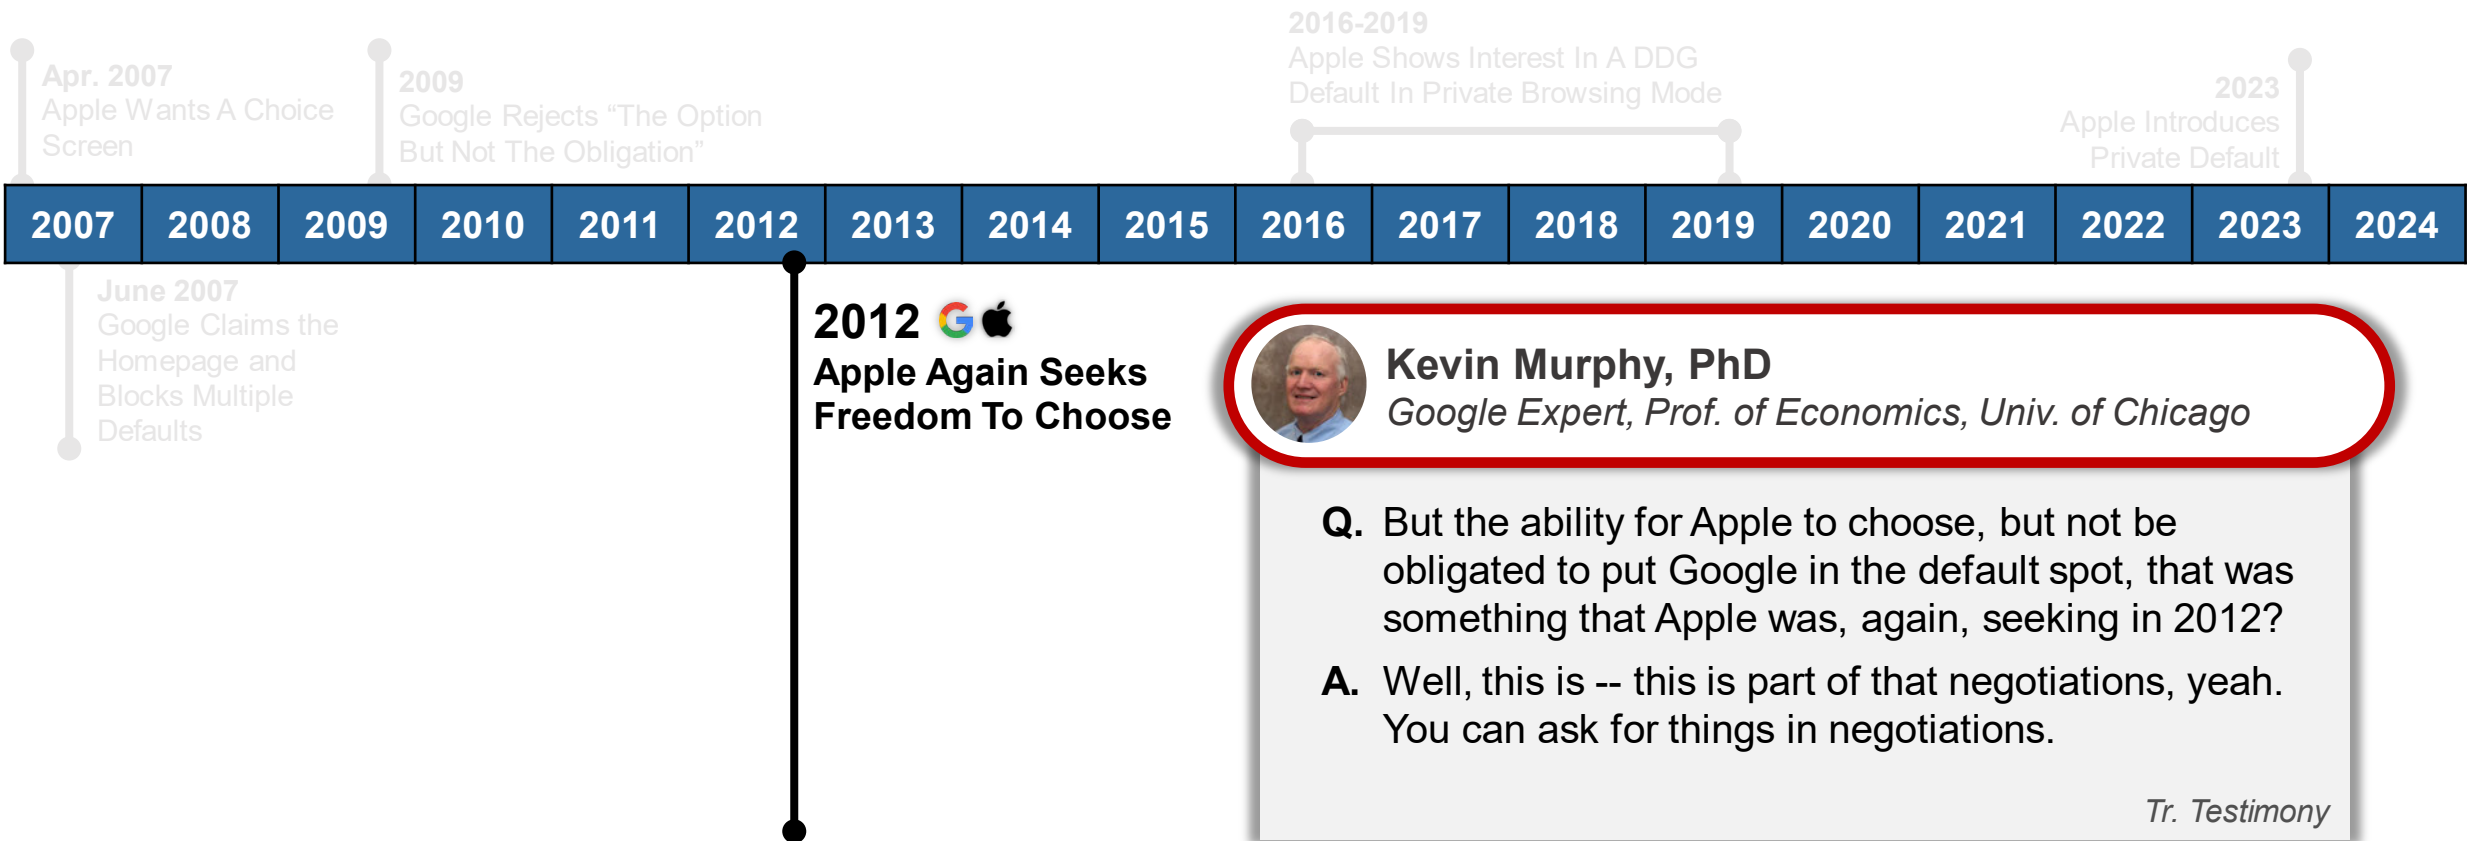 2016-2019
Apple Shows Interest In A DDG
Default In Private Browsing Mode
Apr. 2007
Apple Wants A Choice
Screen
2009
Google Rejects “The Option
But Not The Obligation”
2023
Apple Introduces
Private Default
2007 2008 2009 2010 2011 2012 2013 2014 2015 2016 2017 2018 2019 2020 2021 2022 2023 2024
June 2007
Google Claims the
Homepage and
Blocks Multiple
Defaults
2012
Apple Again Seeks
Freedom To Choose
Kevin Murphy, PhD
Google Expert, Prof. of Economics, Univ. of Chicago
Q. But the ability for Apple to choose, but not be
obligated to put Google in the default spot, that was
something that Apple was, again, seeking in 2012?
A. Well, this is -- this is part of that negotiations, yeah.
You can ask for things in negotiations.
Tr. Testimony